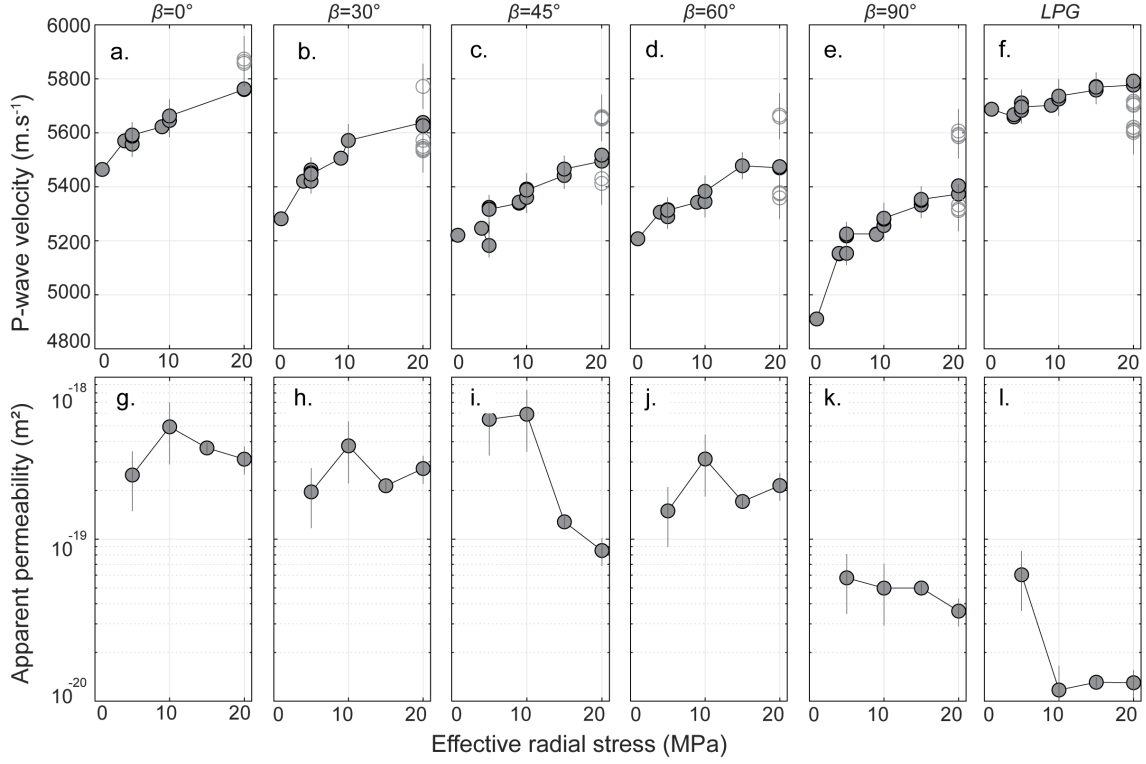 β=0° β=30° β=45° β=60° β=90° LPG
P-wave velocity (m.s⁻¹)
6000
5800
5600
5400
5200
5000
4800
a. b. c. d. e. f.
0 10 20 0 10 20 0 10 20 0 10 20 0 10 20 0 10 20
Apparent permeability (m²)
10⁻¹⁸
10⁻¹⁹
10⁻²⁰
g. h. i. j. k. l.
0 10 20 0 10 20 0 10 20 0 10 20 0 10 20 0 10 20
Effective radial stress (MPa)